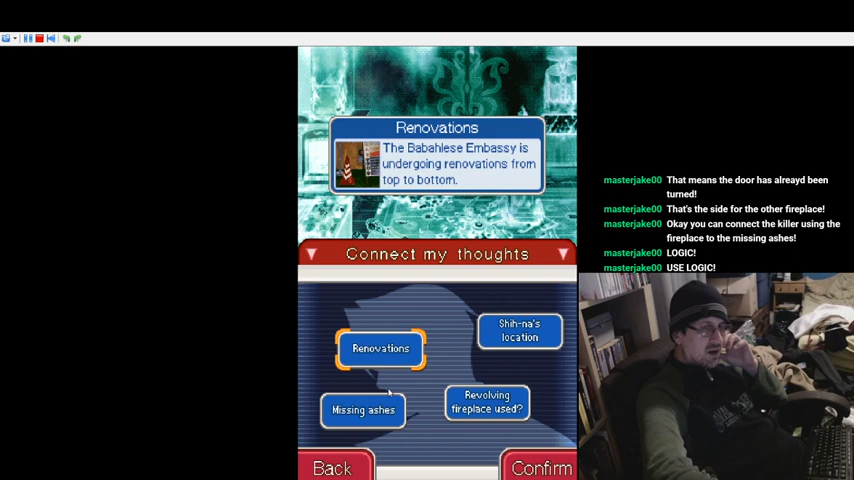 Renovations
The Babahlese Embassy is
undergoing renovations from
top to bottom.
Connect my thoughts
Shih-na's
location
Renovations
Revolving
fireplace used?
Missing ashes
Back
Confirm
masterjake00 That means the door has alreayd been
turned!
masterjake00 That's the side for the other fireplace!
masterjake00 Okay you can connect the killer using the
fireplace to the missing ashes!
masterjake00 LOGIC!
masterjake00 USE LOGIC!